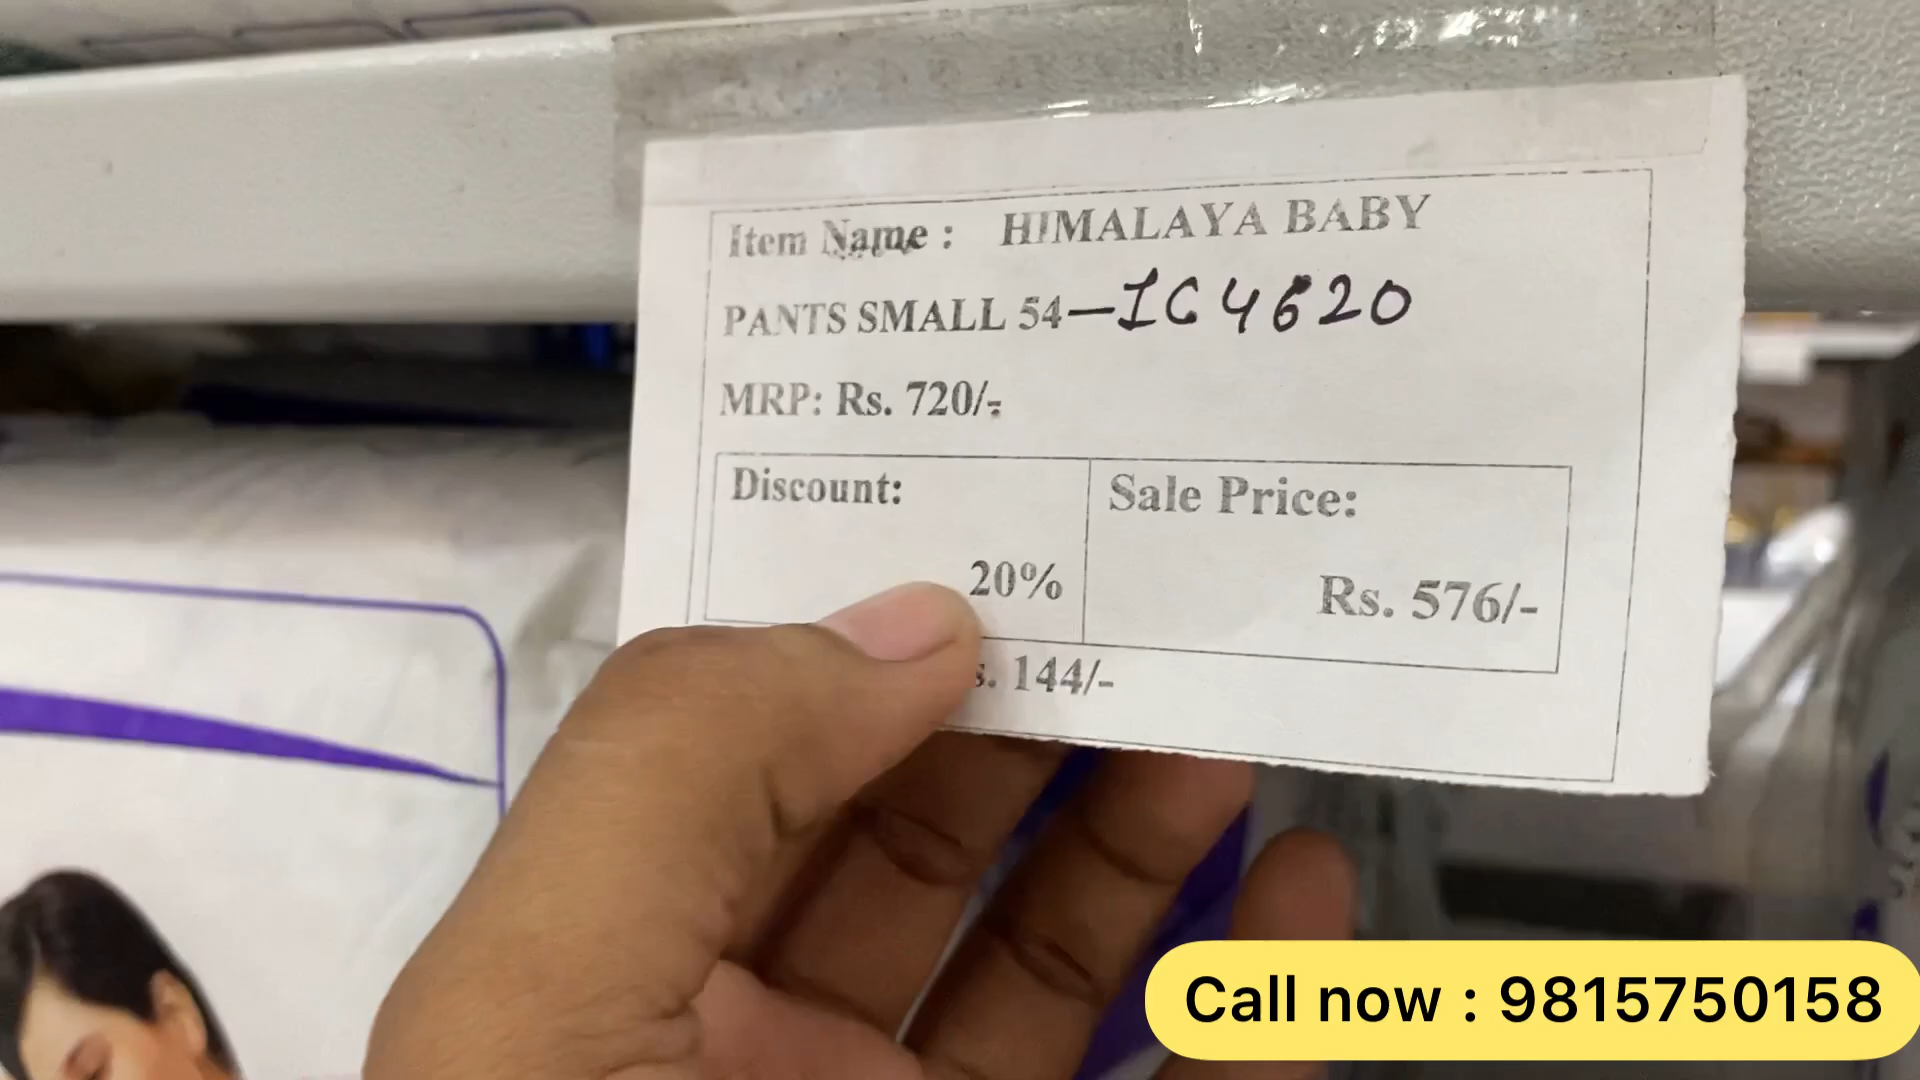 Item Name : HIMALAYA BABY
PANTS SMALL 54-IC4620
MRP: Rs. 720/-
Discount:
20%
Sale Price:
Rs. 576/-
144/-
Call now : 9815750158